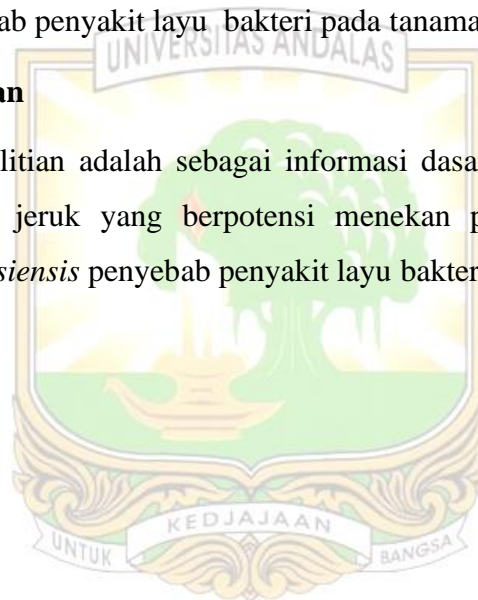 ab penyakit layu bakteri pada tanama
UNIVERSITAS ANDALAS
an
litian adalah sebagai informasi dasa
jeruk yang berpotensi menekan p
siensis penyebab penyakit layu bakter
KEDJAJAAN
UNTUK BANGSA